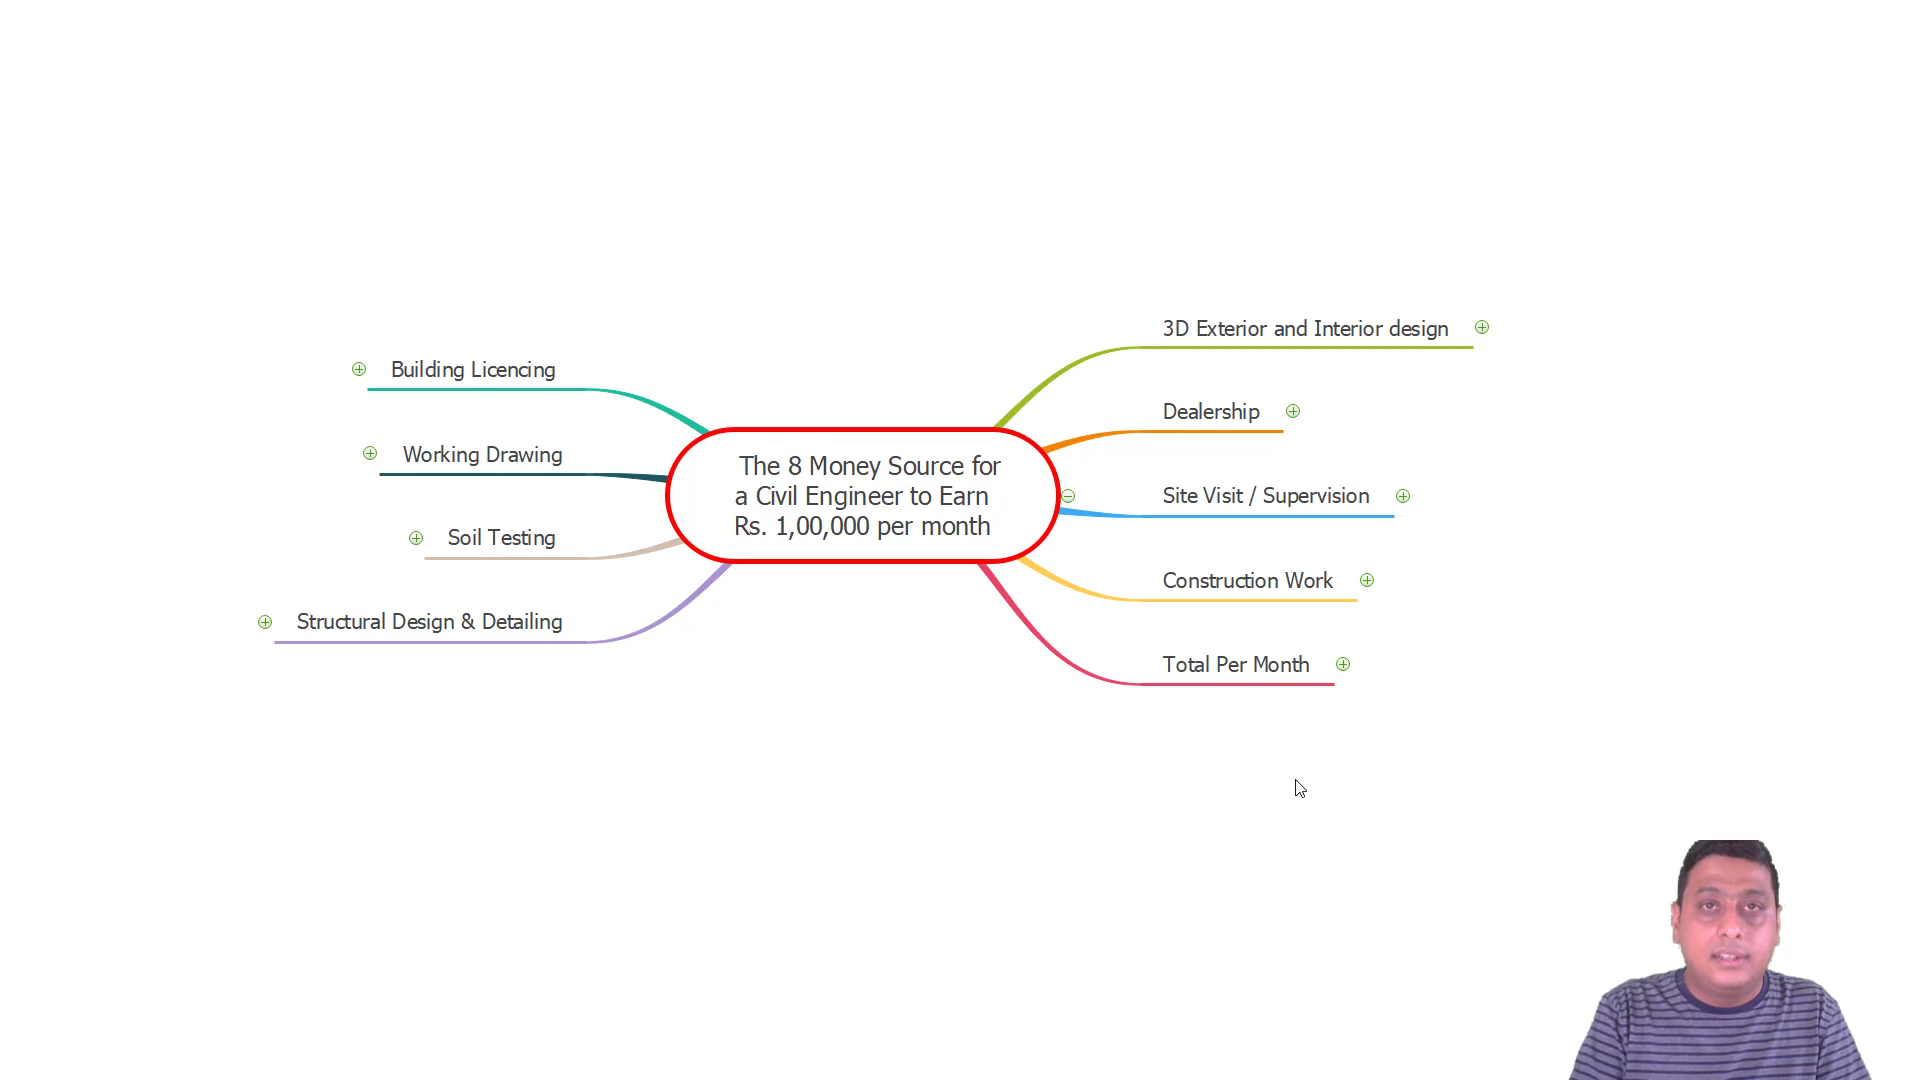 The 8 Money Source for
a Civil Engineer to Earn
Rs. 1,00,000 per month
3D Exterior and Interior design
Dealership
Site Visit / Supervision
Construction Work
Total Per Month
Building Licencing
Working Drawing
Soil Testing
Structural Design & Detailing